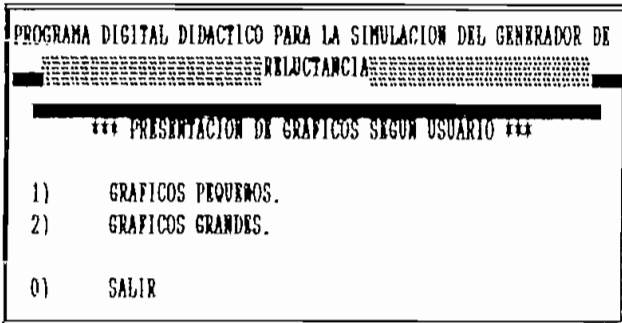 PROGRAMA DIGITAL DIDACTICO PARA LA SIMULACION DEL GENERADOR DE
RELUCTANCIA
*** PRESENTACION DE GRAFICOS SEGUN USUARIO ***
1) GRAFICOS PEQUEÑOS.
2) GRAFICOS GRANDES.
0) SALIR